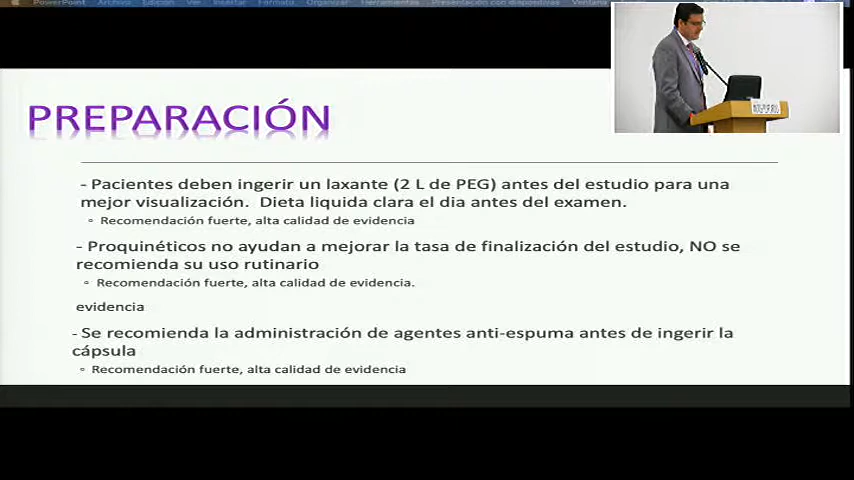 PowerPoint Archivo Edición Ver Insertar Formato Organizar Herramientas Presentación con diapositivas Ventana
PREPARACIÓN
- Pacientes deben ingerir un laxante (2 L de PEG) antes del estudio para una
mejor visualización. Dieta liquida clara el dia antes del examen.
◦ Recomendación fuerte, alta calidad de evidencia
- Proquinéticos no ayudan a mejorar la tasa de finalización del estudio, NO se
recomienda su uso rutinario
◦ Recomendación fuerte, alta calidad de evidencia.
evidencia
- Se recomienda la administración de agentes anti-espuma antes de ingerir la
cápsula
◦ Recomendación fuerte, alta calidad de evidencia